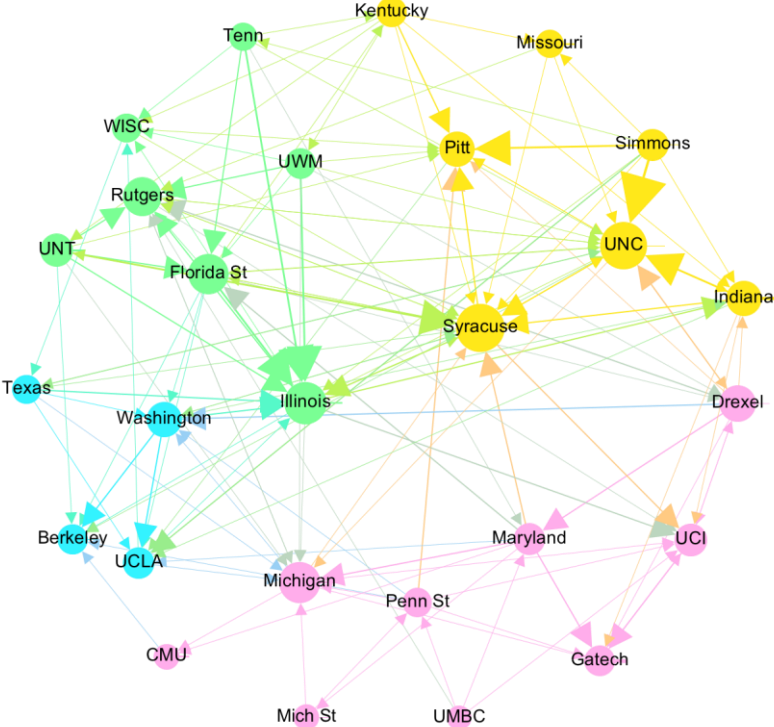 Kentucky
Tenn
Missouri
WISC
Simmons
Pitt
UWM
Rutgers
UNC
UNT
Florida St
Indiana
Syracuse
Texas
Illinois
Drexel
Washington
Berkeley
Maryland
UCI
UCLA
Michigan
Penn St
CMU
Gatech
Mich St
UMBC